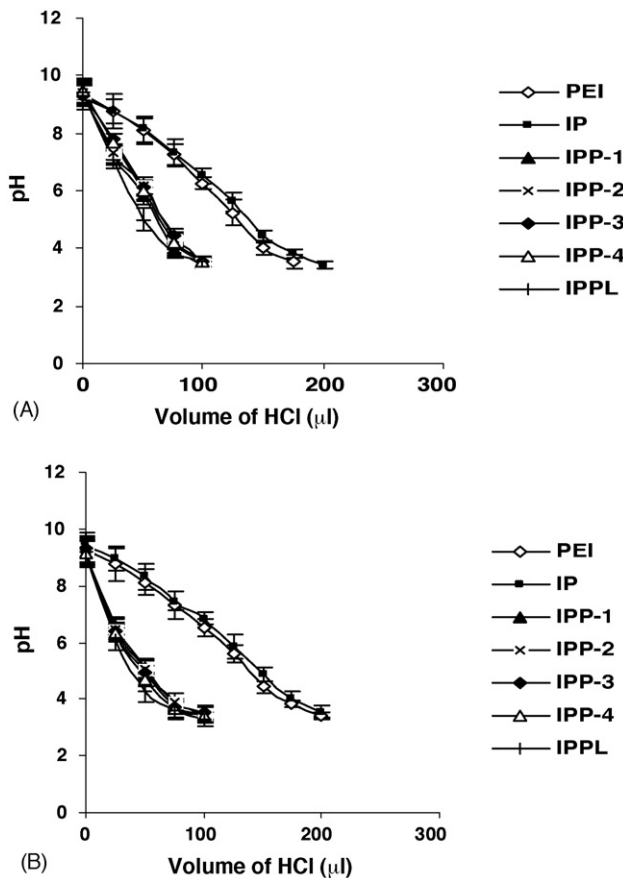 12
10
8
6
4
2
0
pH
0 100 200 300
Volume of HCl (µl)
(A)
PEI
IP
IPP-1
IPP-2
IPP-3
IPP-4
IPPL
12
10
8
6
4
2
0
pH
0 100 200 300
Volume of HCl (µl)
(B)
PEI
IP
IPP-1
IPP-2
IPP-3
IPP-4
IPPL